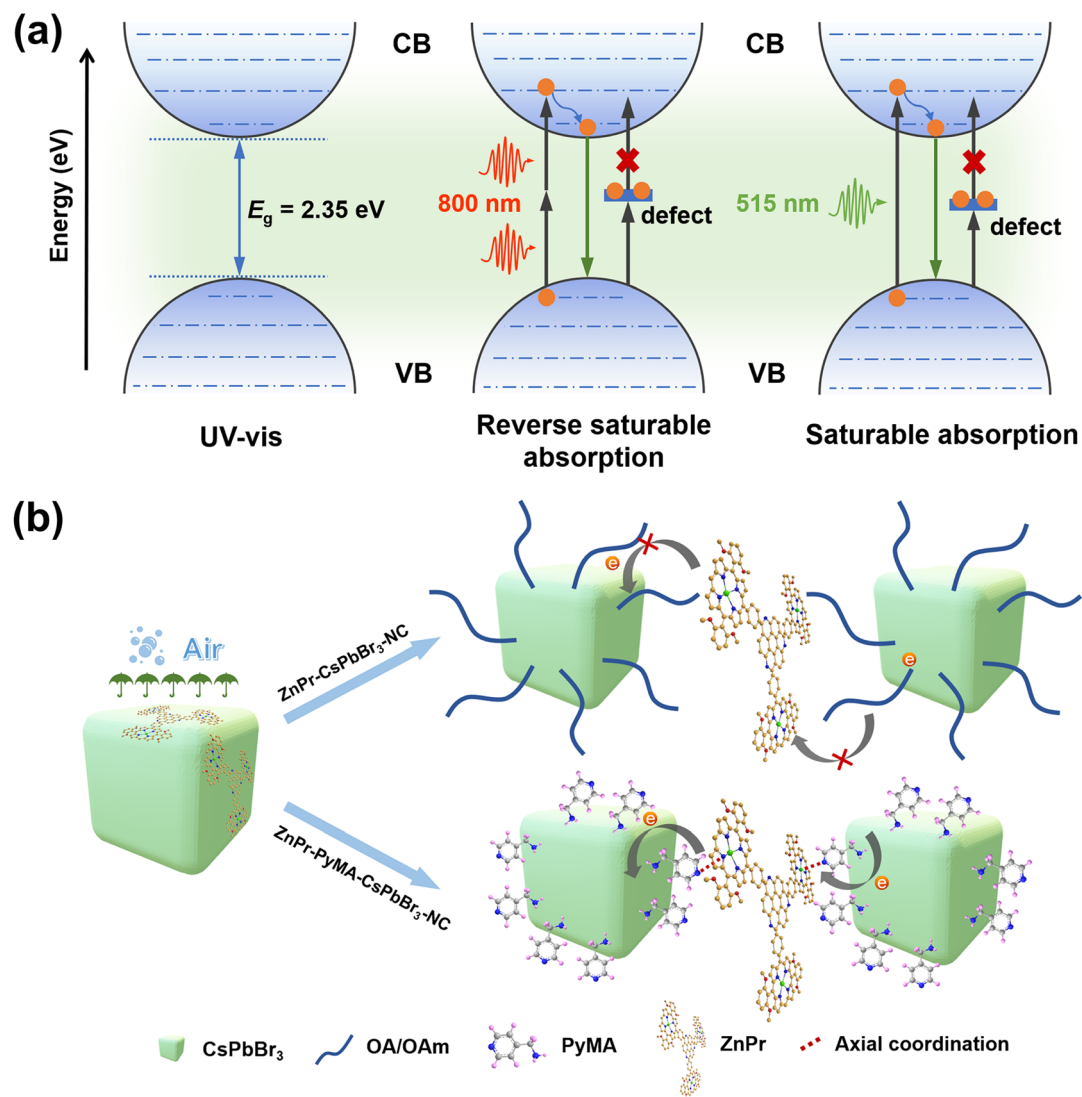 (a)
Energy (eV)
CB
CB
Eg = 2.35 eV
800 nm
defect
515 nm
defect
VB
VB
UV-vis
Reverse saturable
absorption
Saturable absorption
(b)
Air
ZnPr-CsPbBr3-NC
ZnPr-PyMA-CsPbBr3-NC
e
e
e
e
CsPbBr3
OA/OAm
PyMA
ZnPr
Axial coordination